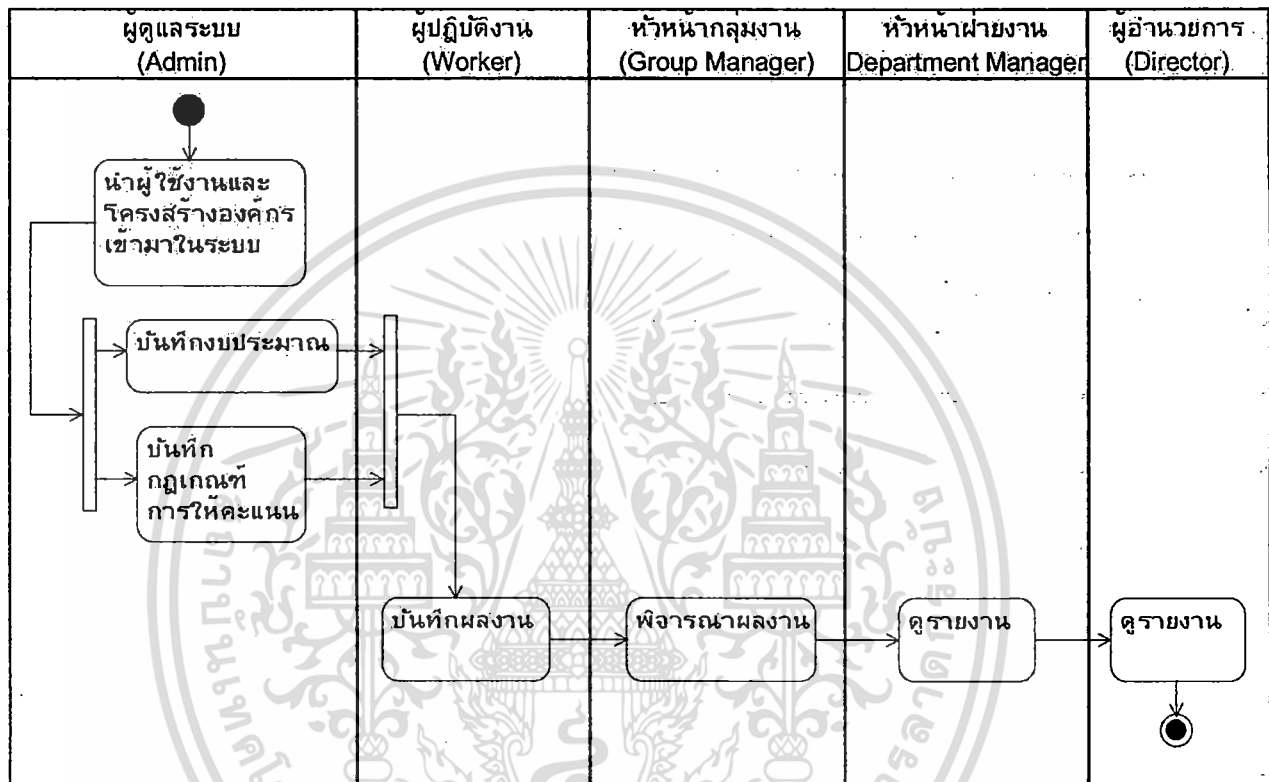 ผู้ดูแลระบบ
(Admin)
ผู้ปฏิบัติงาน
(Worker)
หัวหน้ากลุ่มงาน
(Group Manager)
หัวหน้าฝ่ายงาน
Department Manager
ผู้อำนวยการ
(Director)
นำผู้ใช้งานและ
โครงสร้างองค์กร
เข้ามาในระบบ
บันทึกงบประมาณ
บันทึก
กฎเกณฑ์
การให้คะแนน
บันทึกผลงาน
พิจารณาผลงาน
ดูรายงาน
ดูรายงาน